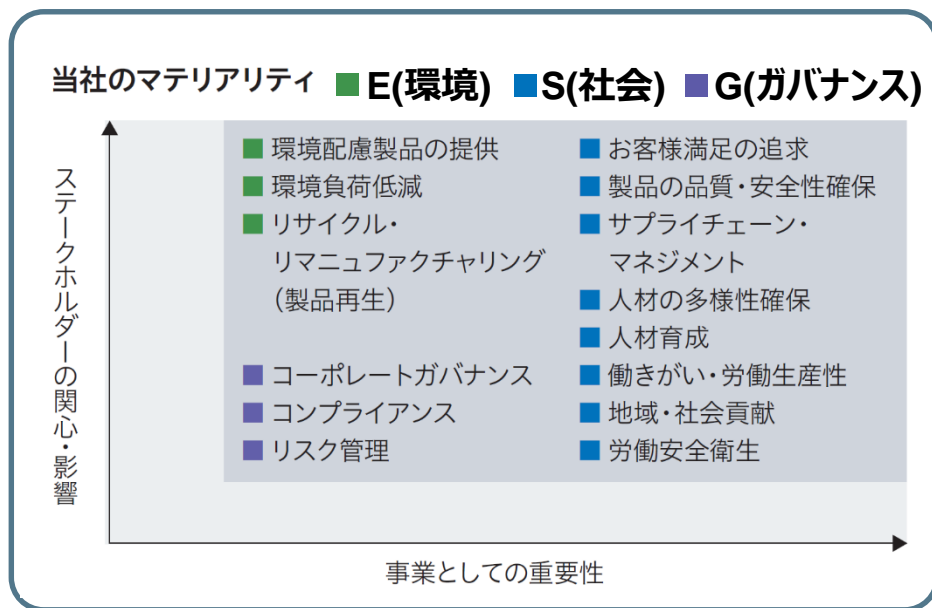 当社のマテリアリティ ■E(環境) ■S(社会) ■G(ガバナンス)
ステークホルダーの関心・影響
■ 環境配慮製品の提供
■ 環境負荷低減
■ リサイクル・
リマニュファクチャリング
（製品再生）
■ コーポレートガバナンス
■ コンプライアンス
■ リスク管理
■ お客様満足の追求
■ 製品の品質・安全性確保
■ サプライチェーン・
マネジメント
■ 人材の多様性確保
■ 人材育成
■ 働きがい・労働生産性
■ 地域・社会貢献
■ 労働安全衛生
事業としての重要性